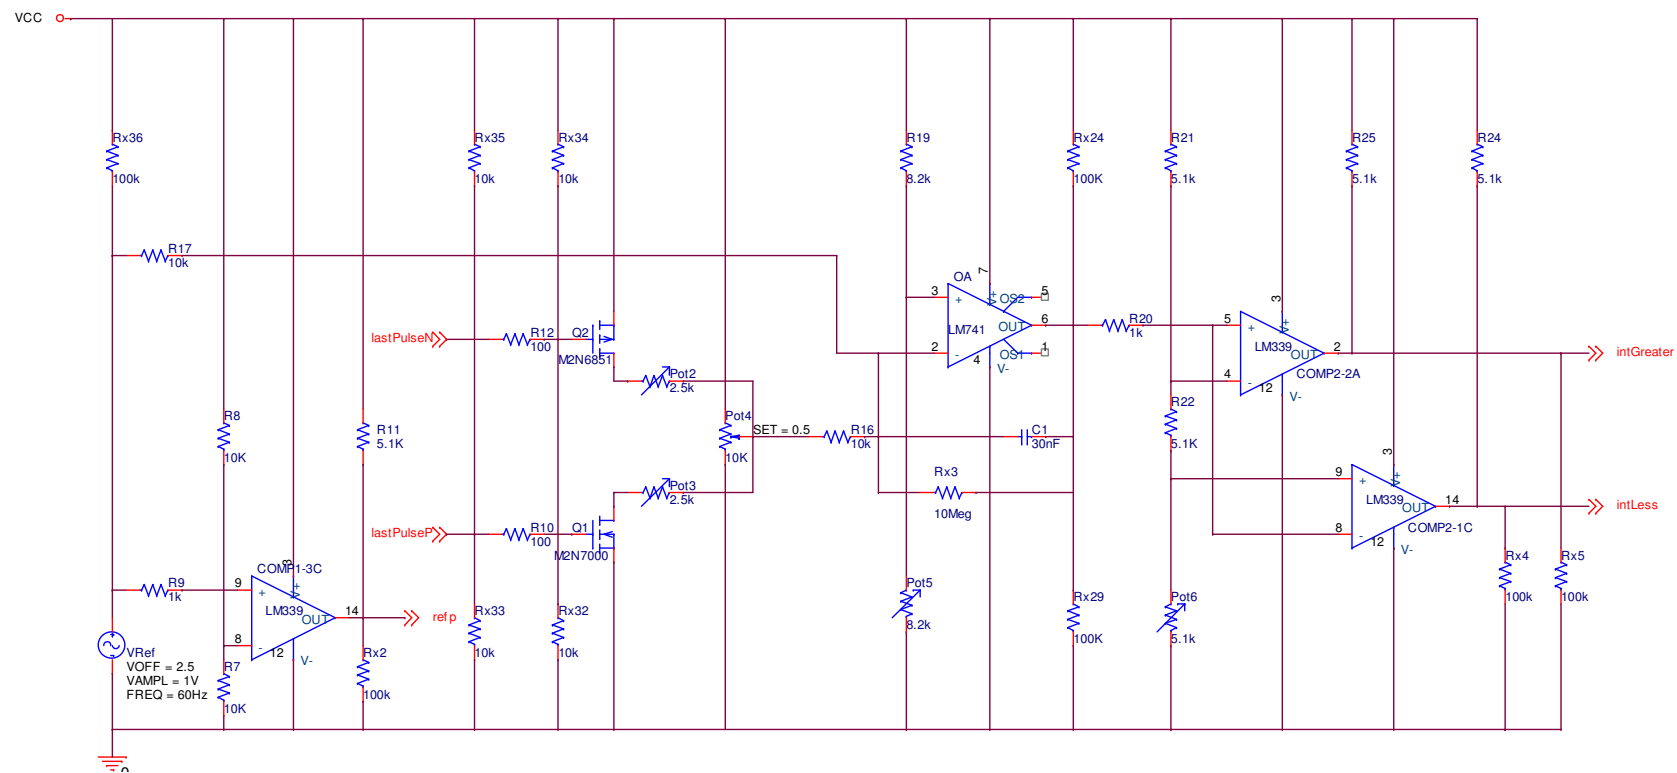 VCC
Rx36
100k
Rx35
10k
Rx34
10k
R19
8.2k
Rx24
100K
R21
5.1k
R25
5.1k
R24
5.1k
R17
10k
OA
7
V+
3
+
OS2
5
LM741
OUT
6
2
-
OS1
1
4
V-
R20
1k
3
V+
5
+
LM339
OUT
2
4
-
12
COMP2-2A
V-
intGreater
lastPulseN
R12
100
Q2
M2N6851
Pot2
2.5k
R8
10K
R11
5.1K
Pot4
SET = 0.5
10K
R16
10k
C1
30nF
R22
5.1K
Rx3
10Meg
Pot3
2.5k
3
V+
9
+
LM339
OUT
14
8
-
12
COMP2-1C
V-
intLess
lastPulseP
R10
100
Q1
M2N7000
R9
1k
COMP1-3C
3
V+
9
+
LM339
OUT
14
8
-
12
V-
refp
Rx33
10k
Rx32
10k
Pot5
8.2k
Rx29
100K
Pot6
5.1k
Rx4
100k
Rx5
100k
VRef
VOFF = 2.5
VAMPL = 1V
FREQ = 60Hz
R7
10K
Rx2
100k
0